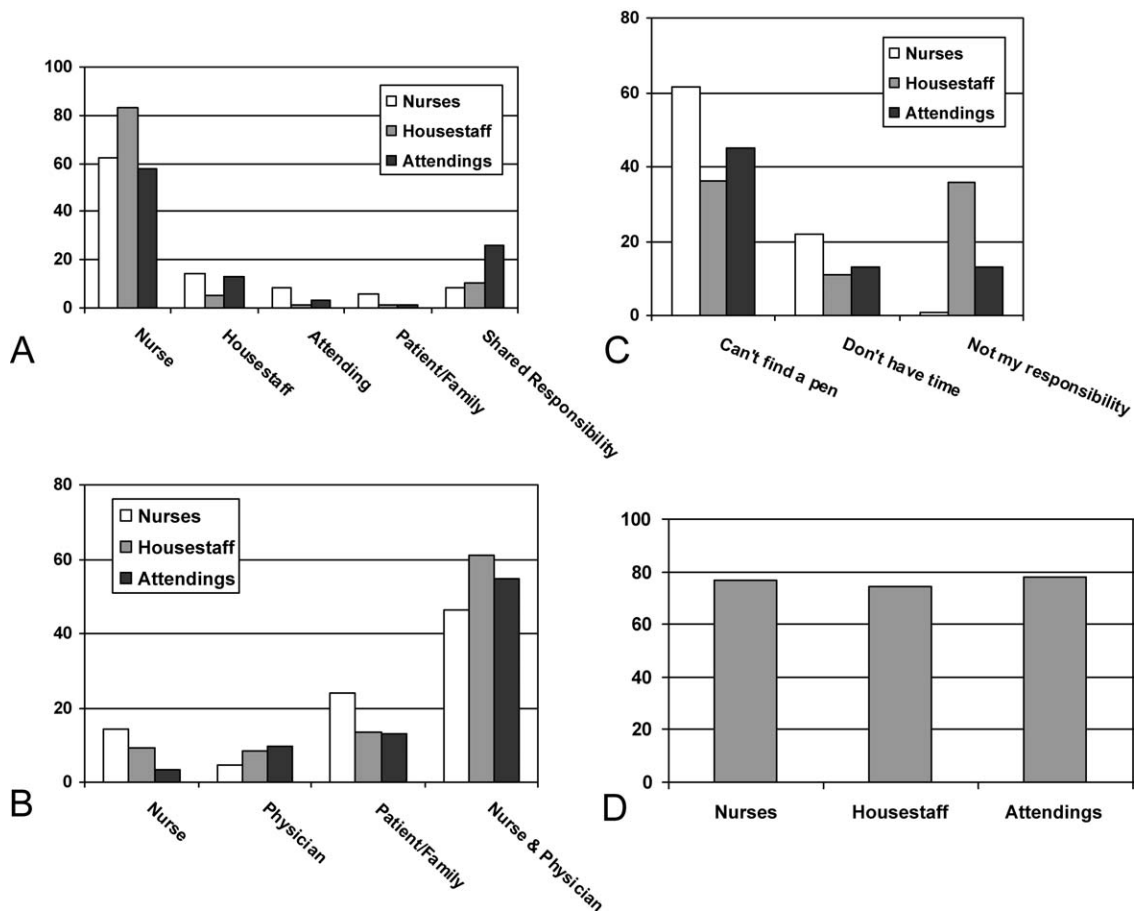 100
80
60
40
20
0
Nurses
Housestaff
Attendings
Nurse
Housestaff
Attending
Patient/Family
Shared Responsibility
A
80
60
40
20
0
Nurses
Housestaff
Attendings
Can't find a pen
Don't have time
Not my responsibility
C
80
60
40
20
0
Nurses
Housestaff
Attendings
Nurse
Physician
Patient/Family
Nurse & Physician
B
100
80
60
40
20
0
Nurses Housestaff Attendings
D